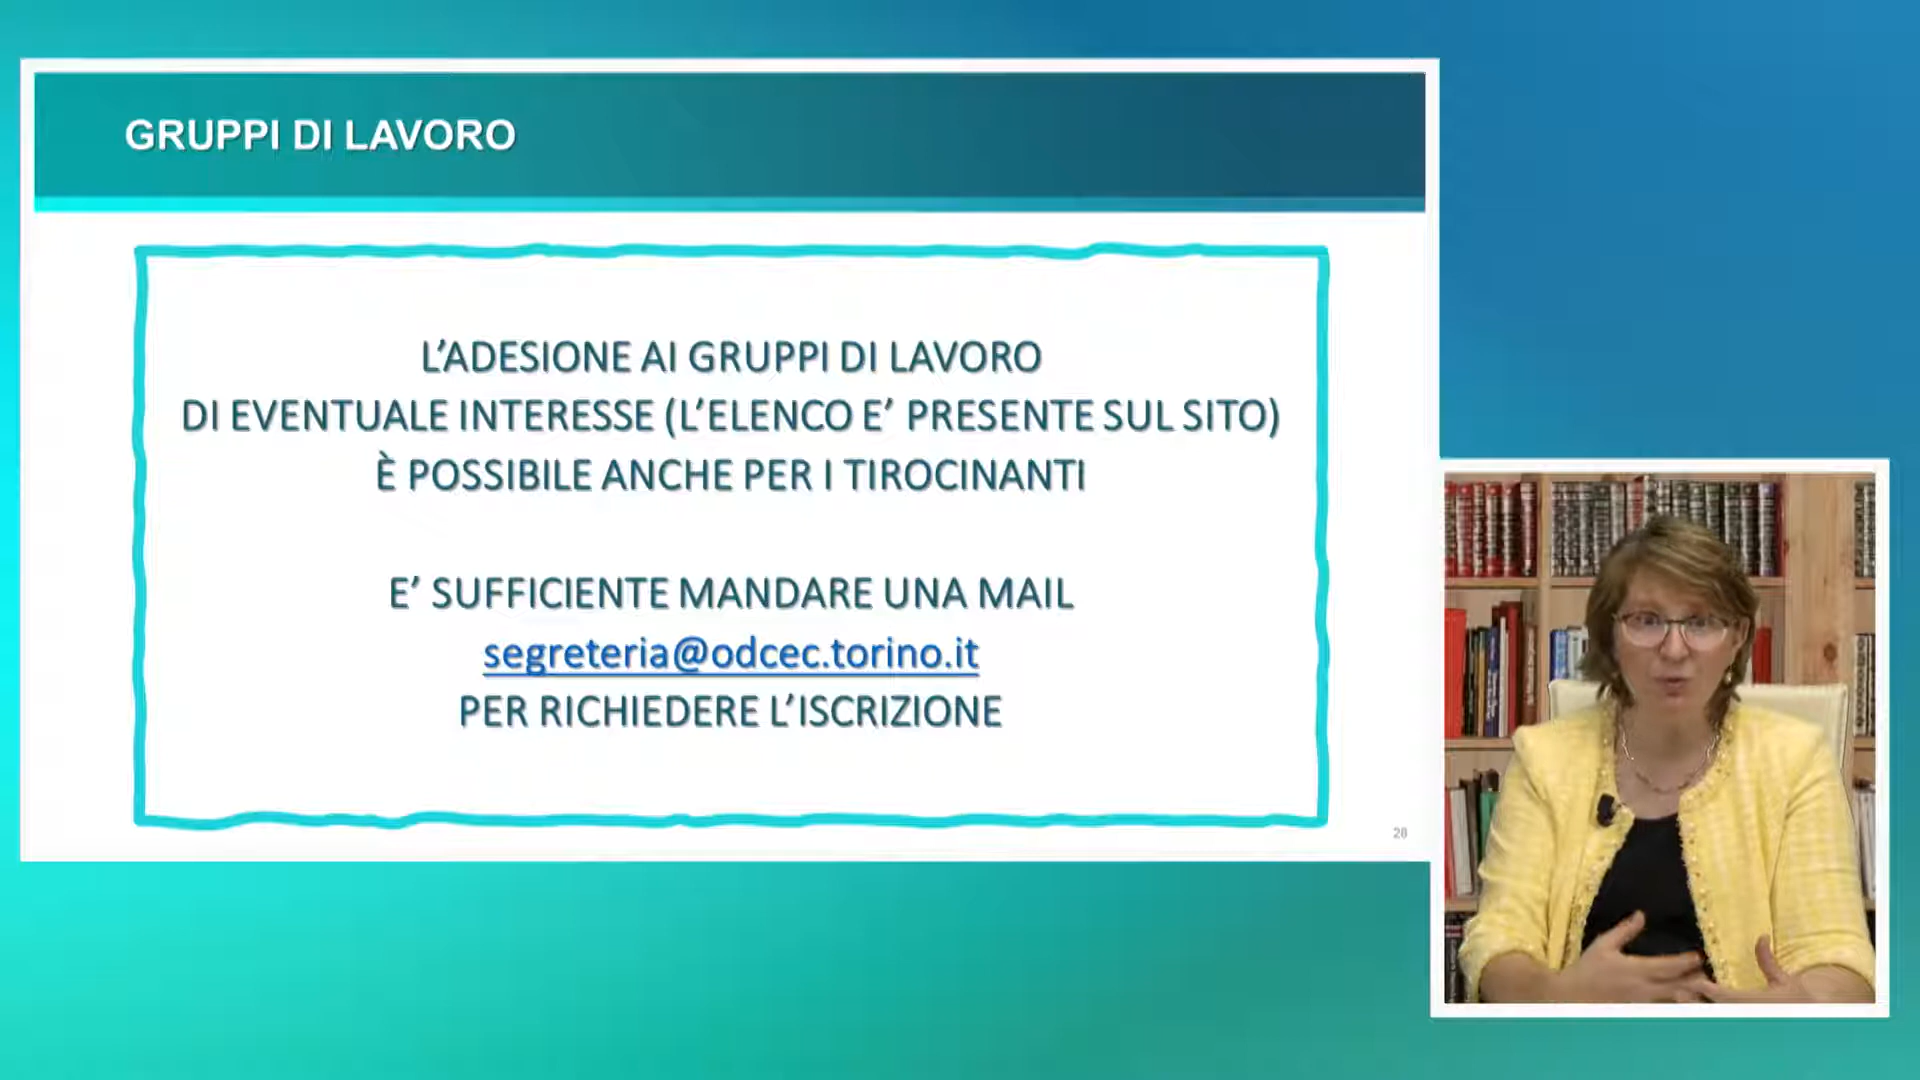 GRUPPI DI LAVORO
L’ADESIONE AI GRUPPI DI LAVORO
DI EVENTUALE INTERESSE (L’ELENCO E’ PRESENTE SUL SITO)
È POSSIBILE ANCHE PER I TIROCINANTI
E’ SUFFICIENTE MANDARE UNA MAIL
segreteria@odcec.torino.it
PER RICHIEDERE L’ISCRIZIONE
28